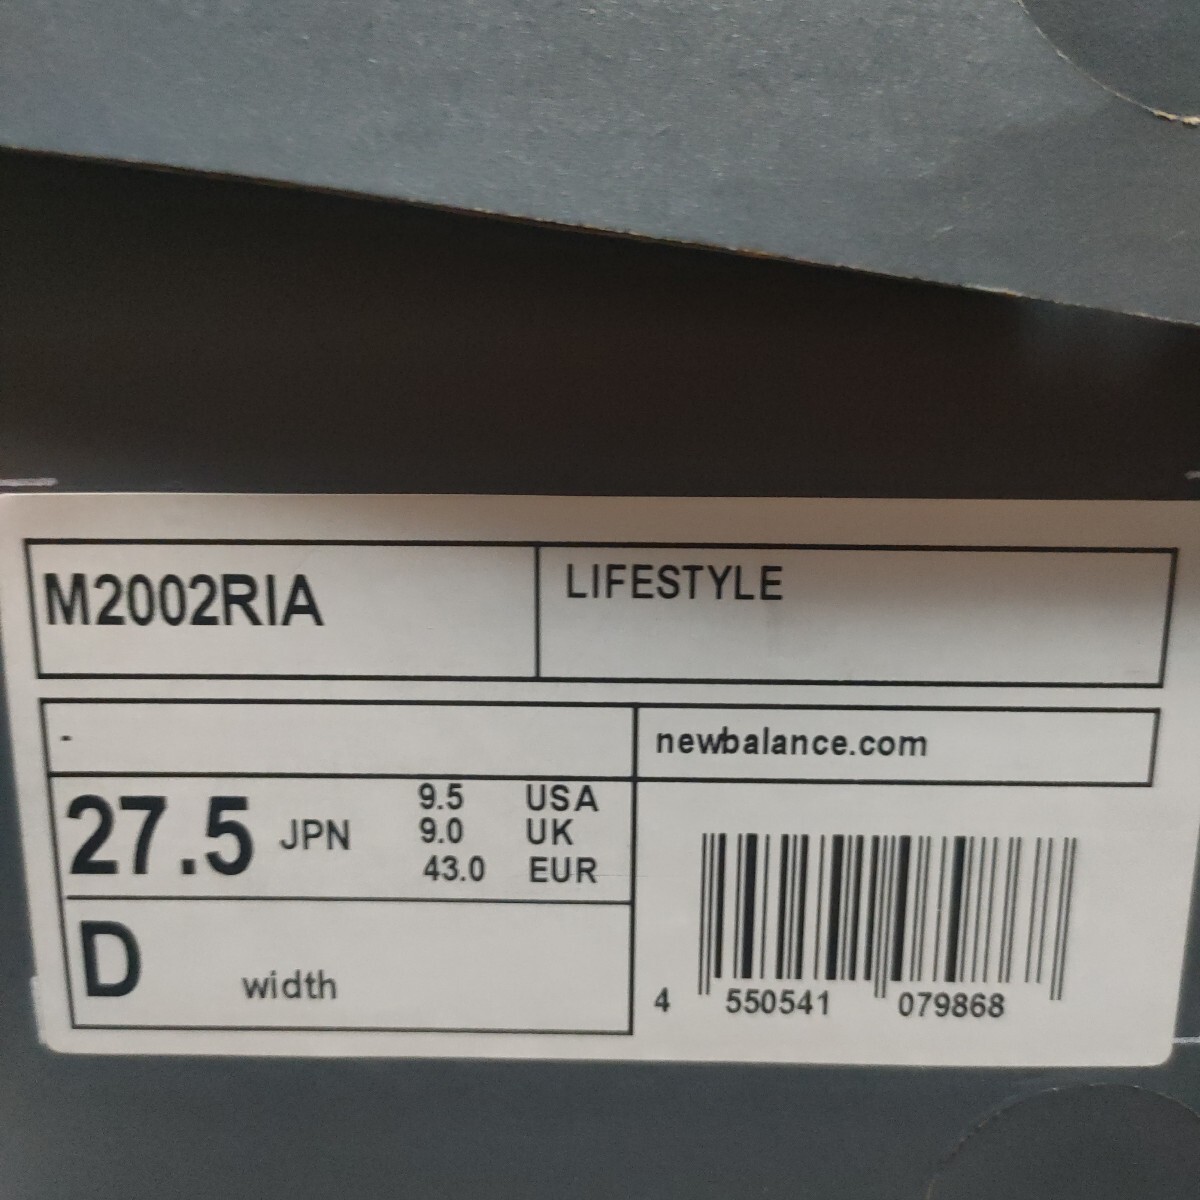 M2002RIA
LIFESTYLE
-
newbalance.com
27.5 JPN
9.5 USA
9.0 UK
43.0 EUR
D width
4 550541 079868